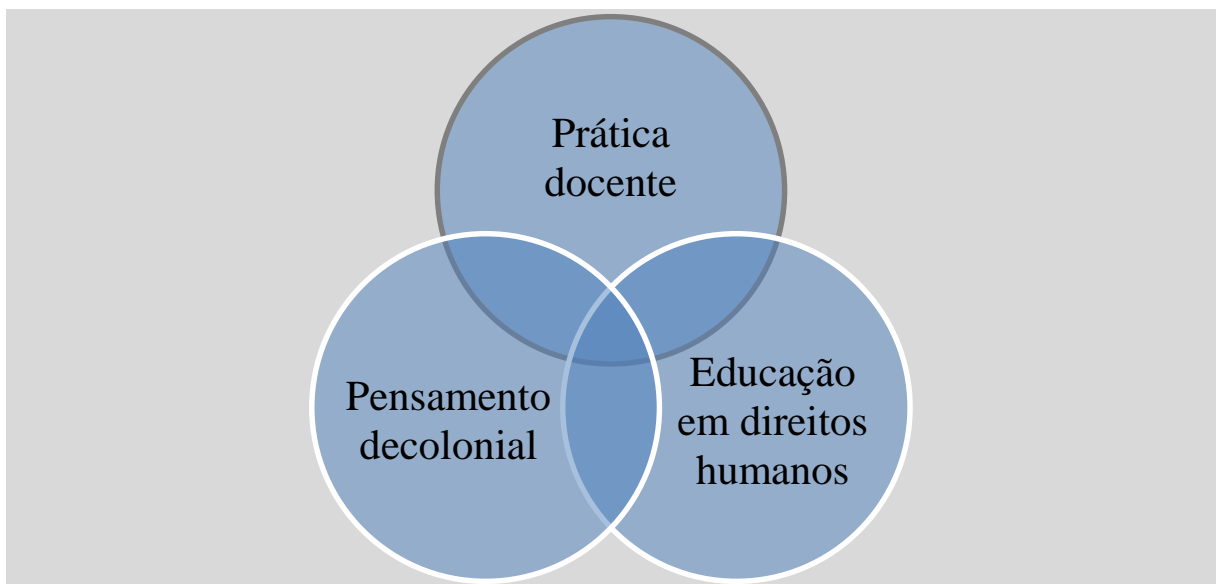 Prática
docente
Pensamento
decolonial
Educação
em direitos
humanos